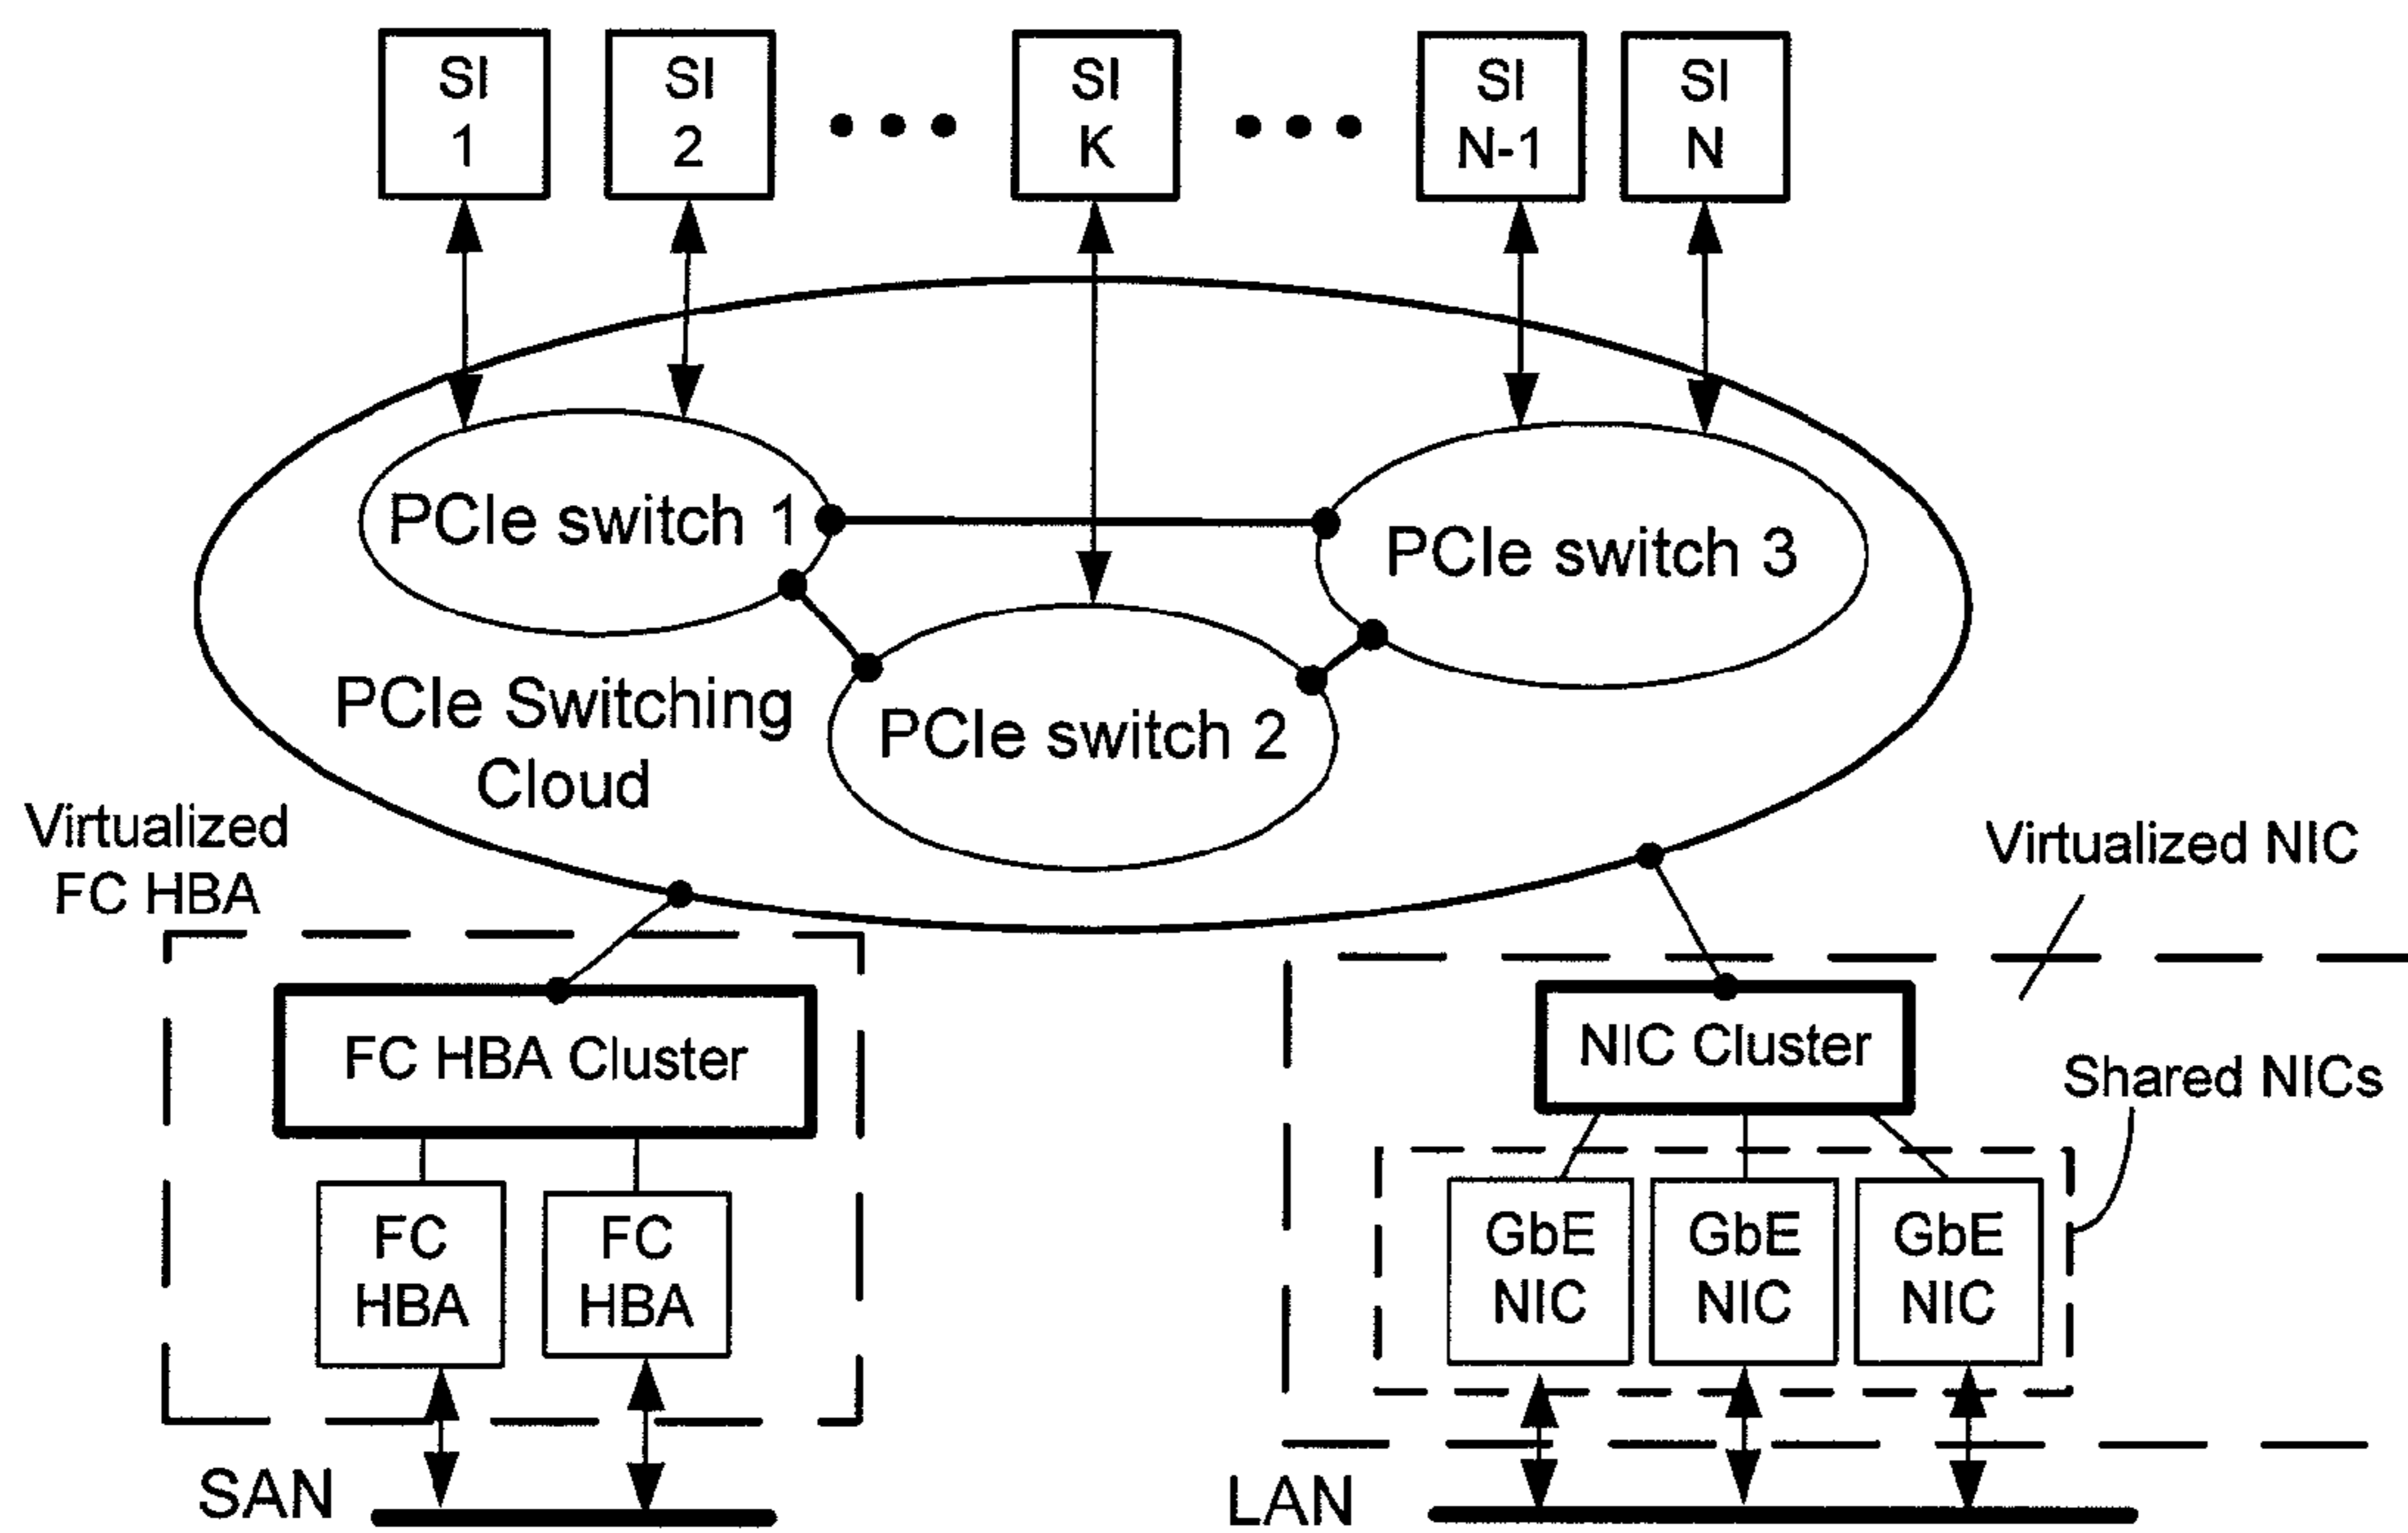 SI
1
SI
2
SI
K
SI
N-1
SI
N
PCIe switch 1
PCIe switch 3
PCIe switch 2
PCIe Switching
Cloud
Virtualized
FC HBA
Virtualized NIC
FC HBA Cluster
NIC Cluster
Shared NICs
FC
HBA
FC
HBA
GbE
NIC
GbE
NIC
GbE
NIC
SAN
LAN